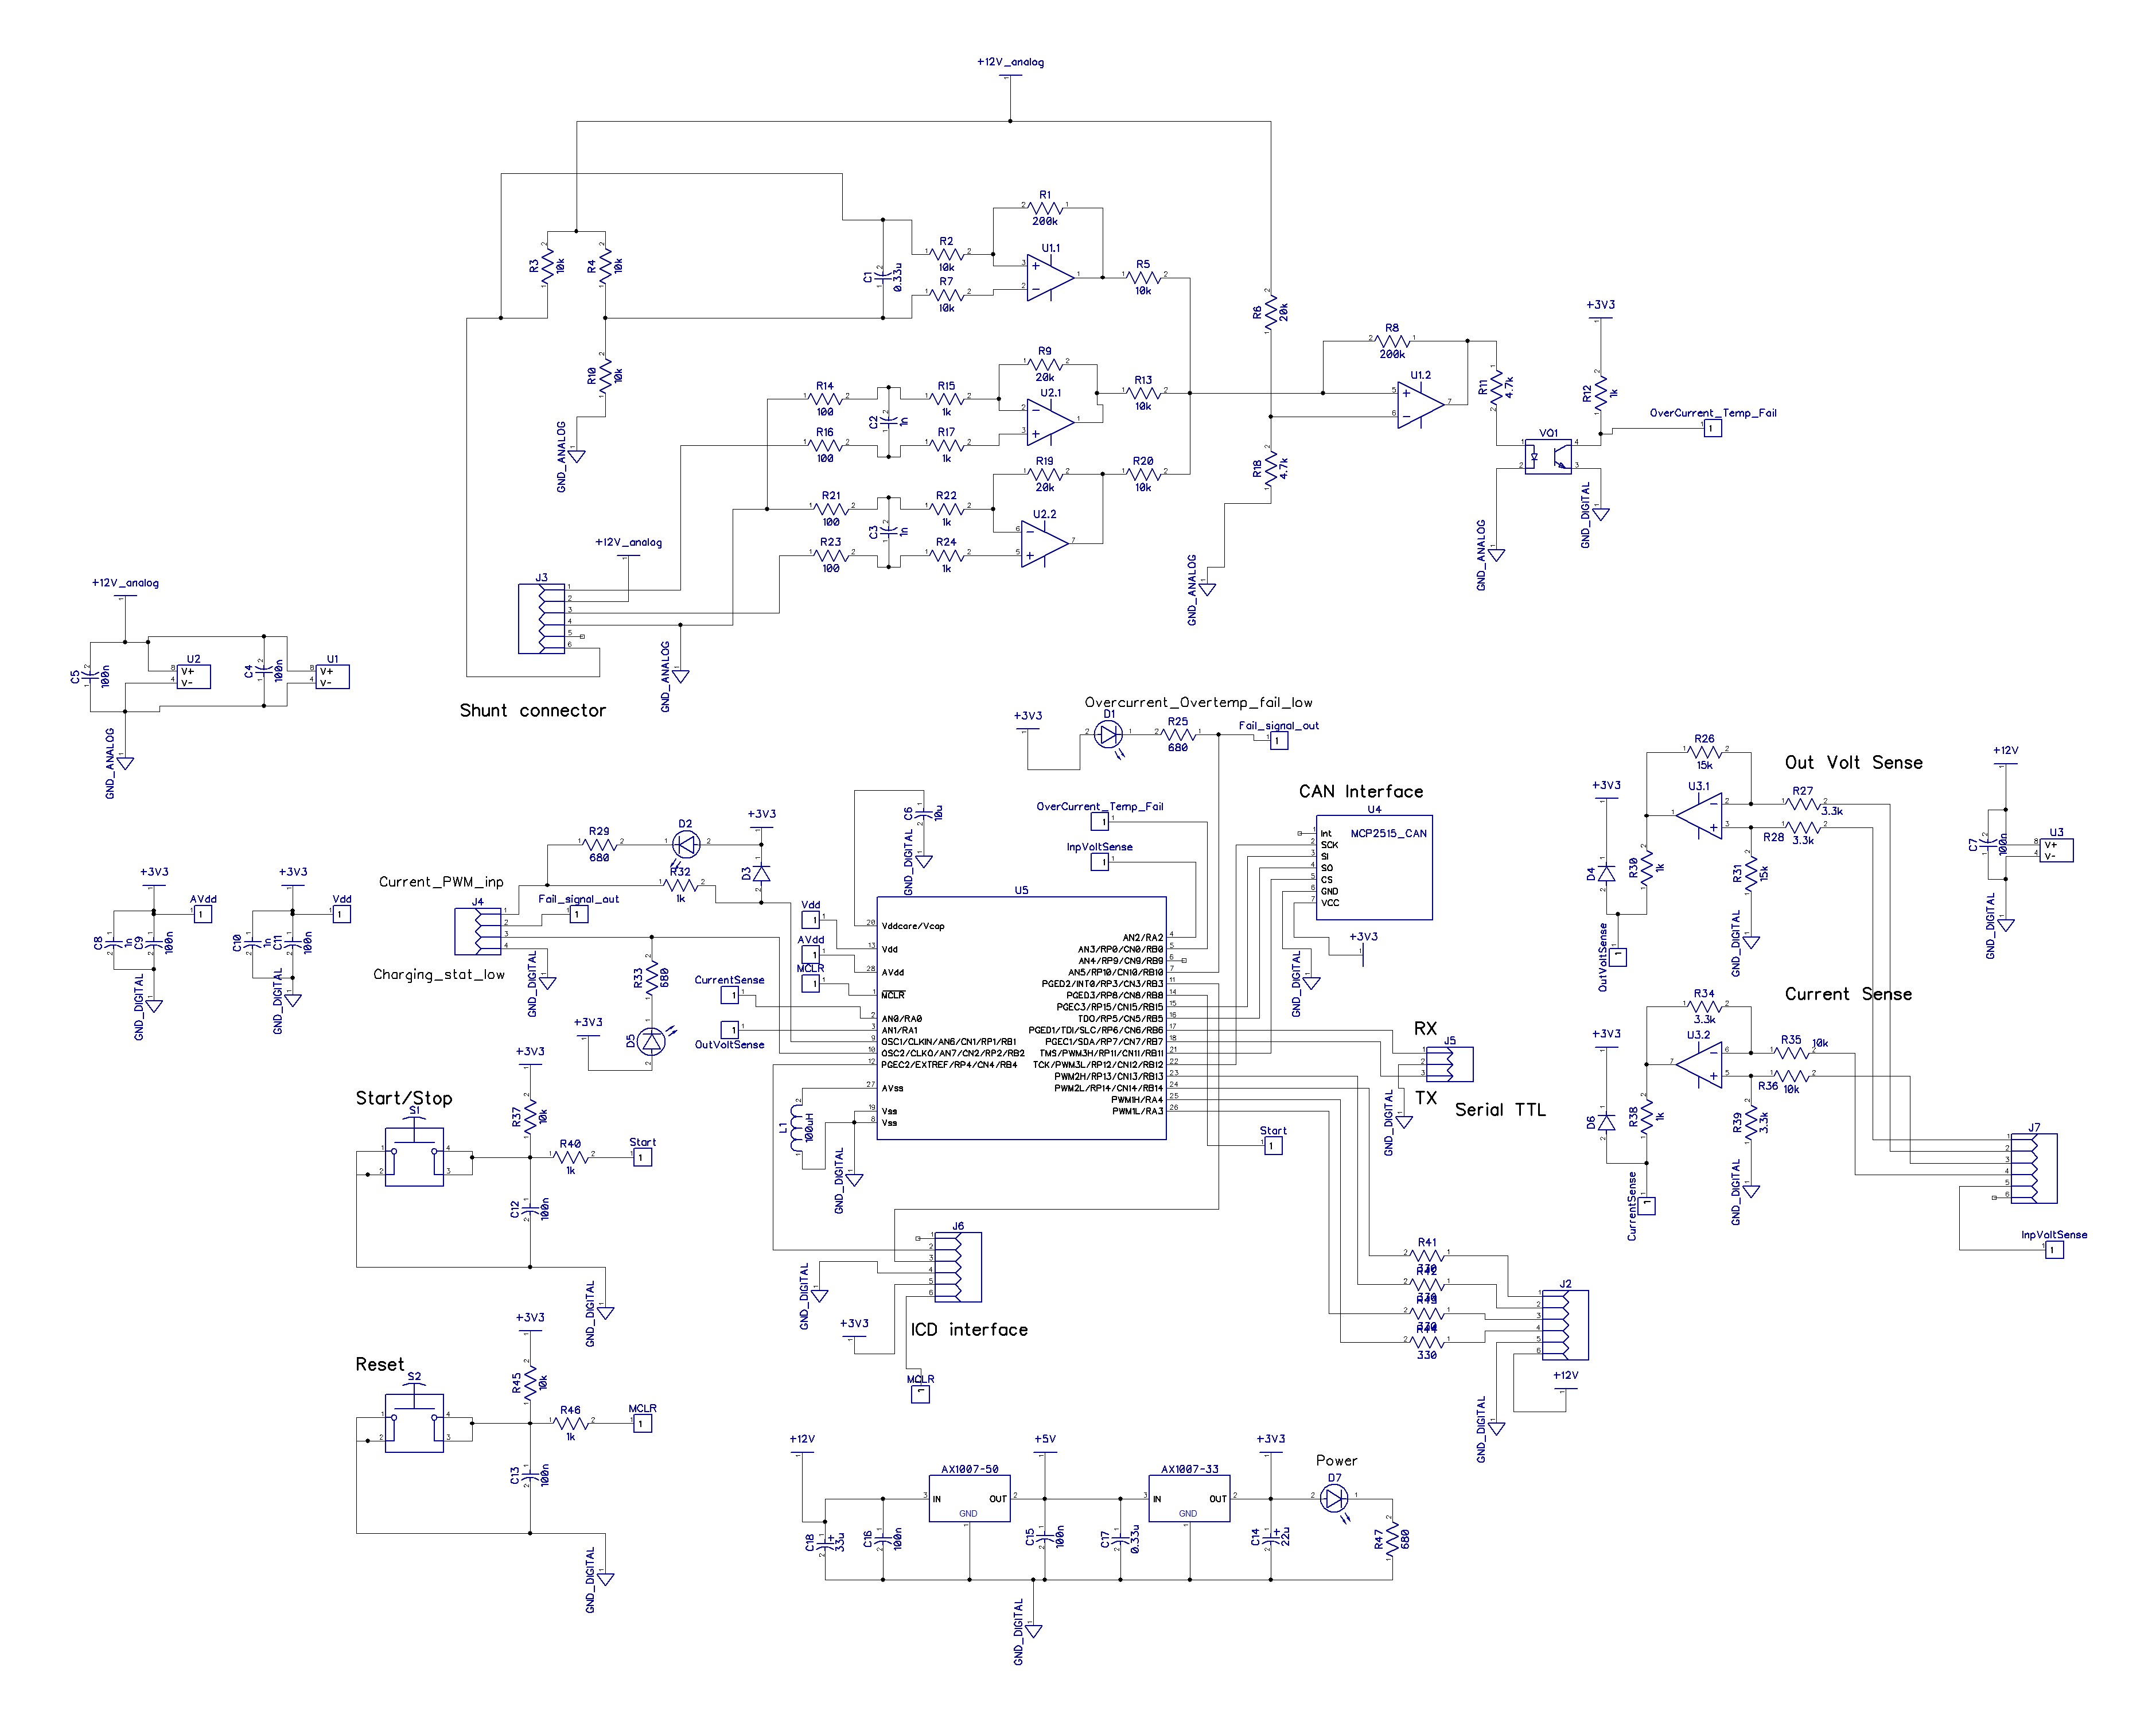 +12V_analog
R1
200k
R2
10k
U1.1
R3
10k
R4
10k
C1
0.33u
R7
10k
R5
10k
R6
20k
+3V3
R8
200k
R9
20k
R10
10k
R14
100
R15
1k
U2.1
R13
10k
U1.2
R11
4.7k
R12
1k
OverCurrent_Temp_Fail
C2
1n
R16
100
R17
1k
VO1
R18
4.7k
GND_ANALOG
R19
20k
R20
10k
R21
100
R22
1k
U2.2
C3
1n
R23
100
R24
1k
GND_ANALOG
GND_DIGITAL
GND_ANALOG
+12V_analog
J3
+12V_analog
C5
100n
U2
V+
V-
C4
100n
U1
V+
V-
GND_ANALOG
GND_ANALOG
Shunt connector
Overcurrent_Overtemp_fail_low
+3V3
D1
R25
680
Fail_signal_out
R26
15k
Out Volt Sense
+12V
CAN Interface
U4
MCP2515_CAN
Int
SCK
SI
SO
CS
GND
VCC
+3V3
GND_DIGITAL
+3V3
U3.1
R27
3.3k
R28
3.3k
D4
R30
1k
R31
15k
OutVoltSense
GND_DIGITAL
C7
100n
U3
V+
V-
GND_DIGITAL
C6
10u
GND_DIGITAL
OverCurrent_Temp_Fail
InpVoltSense
R29
680
D2
+3V3
D3
R32
1k
Current_PWM_inp
J4
Fail_signal_out
Charging_stat_low
GND_DIGITAL
+3V3
AVdd
C8
1n
C9
100n
GND_DIGITAL
+3V3
Vdd
C10
1n
C11
100n
GND_DIGITAL
R33
680
D5
+3V3
CurrentSense
OutVoltSense
Vdd
AVdd
MCLR
U5
Vddcare/Vcap
Vdd
AVdd
MCLR
AN0/RA0
AN1/RA1
OSC1/CLKIN/AN6/CN1/RP1/RB1
OSC2/CLKO/AN7/CN2/RP2/RB2
PGEC2/EXTREF/RP4/CN4/RB4
AVss
Vss
Vss
AN2/RA2
AN3/RP0/CN0/RB0
AN4/RP9/CN9/RB9
AN5/RP10/CN10/RB10
PGED2/INT0/RP3/CN3/RB3
PGED3/RP8/CN8/RB8
PGEC3/RP15/CN15/RB15
TDO/RP5/CN5/RB5
PGED1/TDI/SLC/RP6/CN6/RB6
PGEC1/SDA/RP7/CN7/RB7
TMS/PWM3H/RP11/CN11/RB11
TCK/PWM3L/RP12/CN12/RB12
PWM2H/RP13/CN13/RB13
PWM2L/RP14/CN14/RB14
PWM1H/RA4
PWM1L/RA3
L1
100uH
GND_DIGITAL
Start
RX
J5
TX
Serial TTL
GND_DIGITAL
Current Sense
R34
3.3k
+3V3
U3.2
R35
10k
R36
10k
D6
R38
1k
R39
3.3k
CurrentSense
GND_DIGITAL
J7
InpVoltSense
Start/Stop
S1
+3V3
R37
10k
R40
1k
Start
C12
100n
GND_DIGITAL
J6
GND_DIGITAL
+3V3
ICD interface
MCLR
R41
330
R42
330
R43
330
R44
330
J2
+12V
GND_DIGITAL
Reset
S2
+3V3
R45
10k
R46
1k
MCLR
C13
100n
GND_DIGITAL
+12V
AX1007-50
IN
OUT
GND
+5V
AX1007-33
IN
OUT
GND
+3V3
Power
D7
C18
33u
C16
100n
C15
100n
C17
0.33u
C14
22u
R47
680
GND_DIGITAL